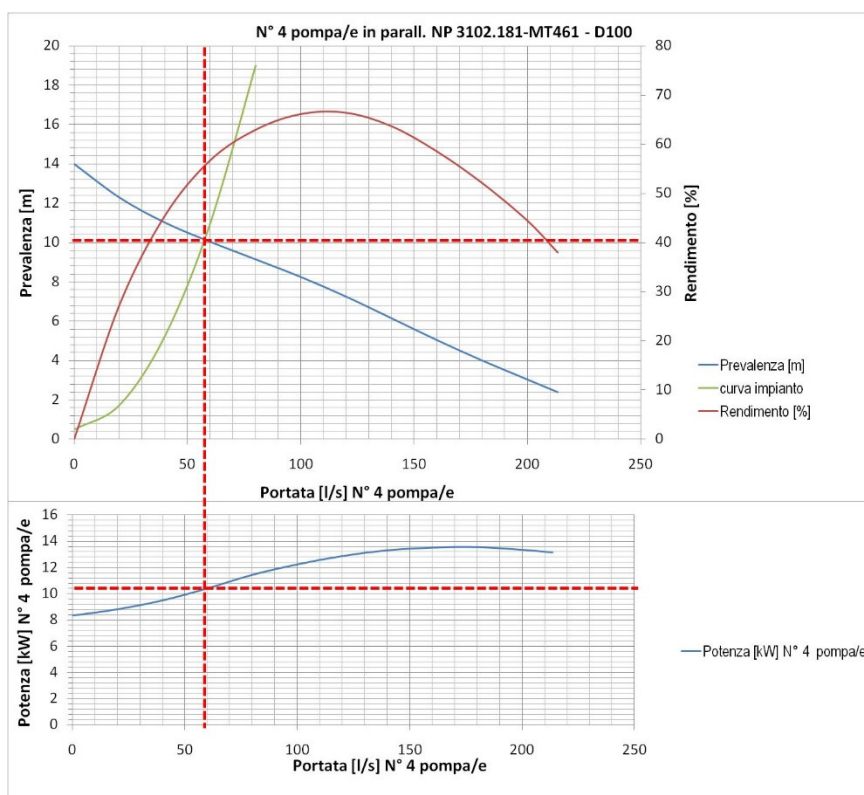 N° 4 pompa/e in parall. NP 3102.181-MT461 - D100
20
18
16
14
12
10
8
6
4
2
0
Prevalenza [m]
80
70
60
50
40
30
20
10
0
Rendimento [%]
0 50 100 150 200 250
Portata [l/s] N° 4 pompa/e
Prevalenza [m]
curva impianto
Rendimento [%]
16
14
12
10
8
6
4
2
0
Potenza [kW] N° 4 pompa/e
0 50 100 150 200 250
Portata [l/s] N° 4 pompa/e
Potenza [kW] N° 4 pompa/e